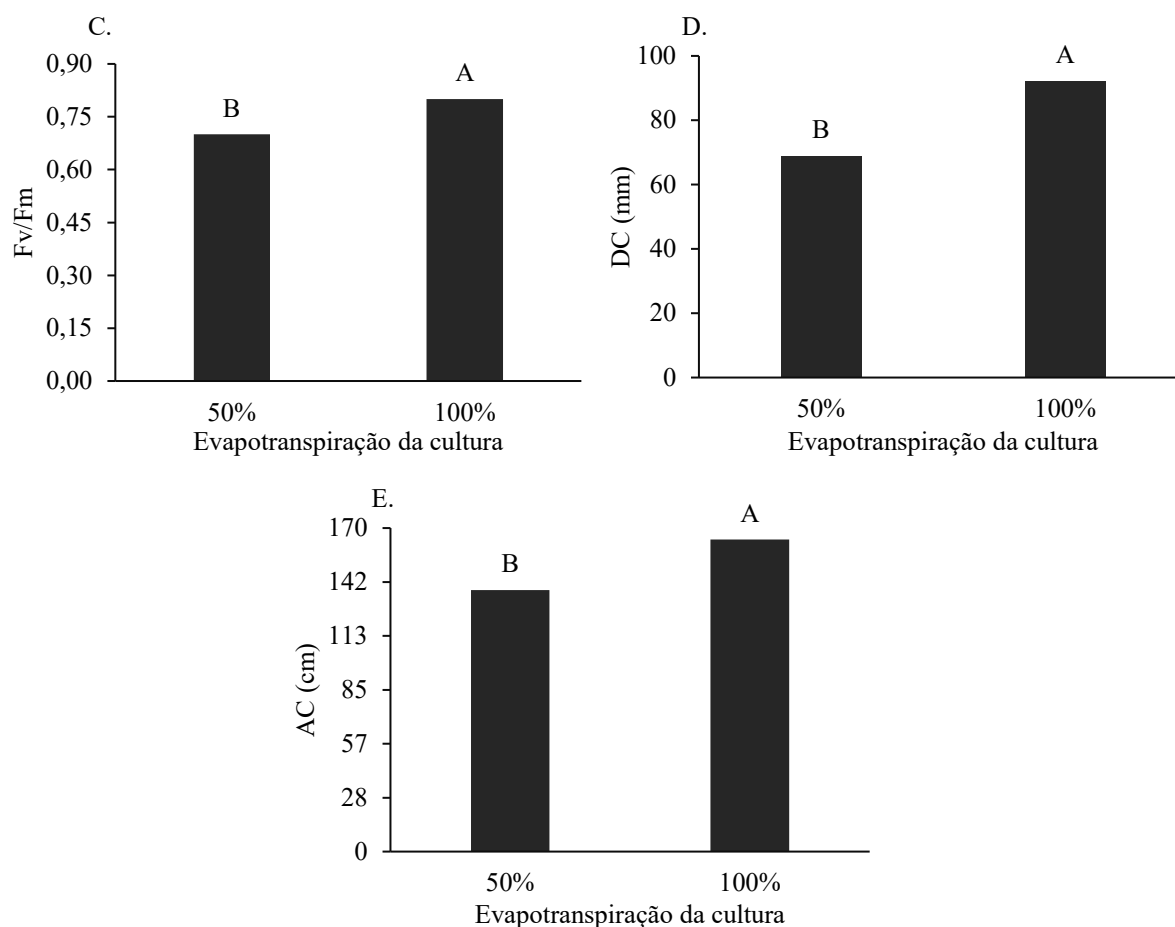 C.
Fv/Fm
0,90
0,75
0,60
0,45
0,30
0,15
0,00
B
A
50%
100%
Evapotranspiração da cultura
D.
DC (mm)
100
80
60
40
20
0
B
A
50%
100%
Evapotranspiração da cultura
E.
AC (cm)
170
142
113
85
57
28
0
B
A
50%
100%
Evapotranspiração da cultura